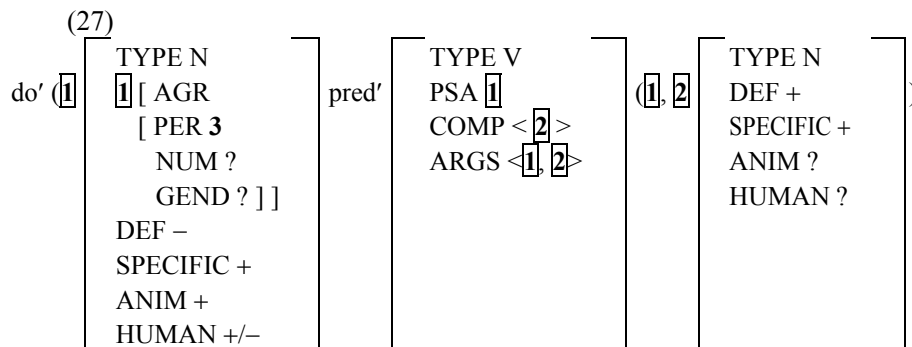 (27)
TYPE N TYPE V TYPE N
do′ (1 1 [ AGR pred′ PSA 1 (1, 2 DEF + )
[ PER 3 COMP < 2 > SPECIFIC +
NUM ? ARGS <1, 2> ANIM ?
GEND ? ] ] HUMAN ?
DEF −
SPECIFIC +
ANIM +
HUMAN +/−